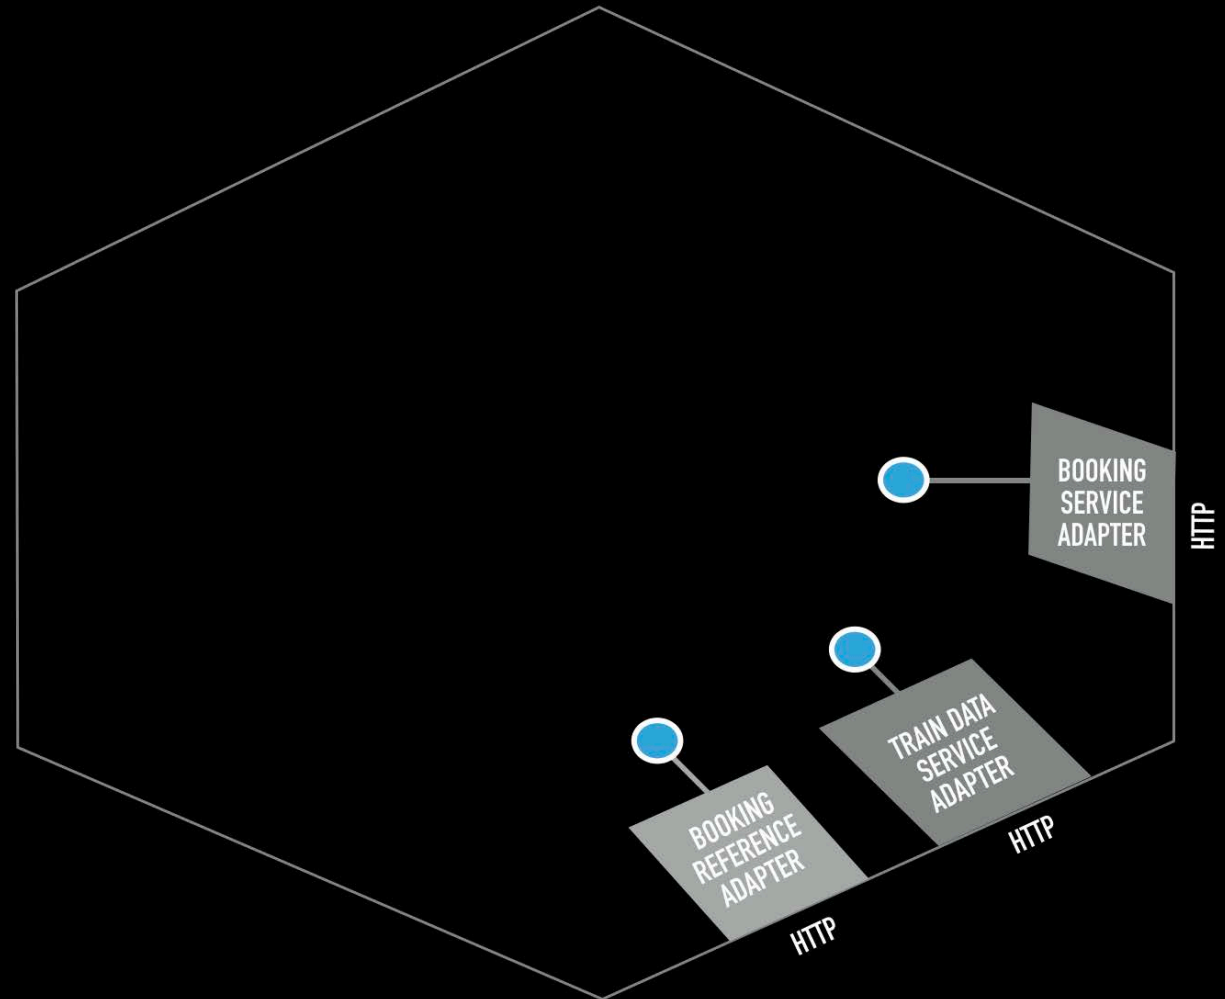 BOOKING
SERVICE
ADAPTER
HTTP
TRAIN DATA
SERVICE
ADAPTER
HTTP
BOOKING
REFERENCE
ADAPTER
HTTP